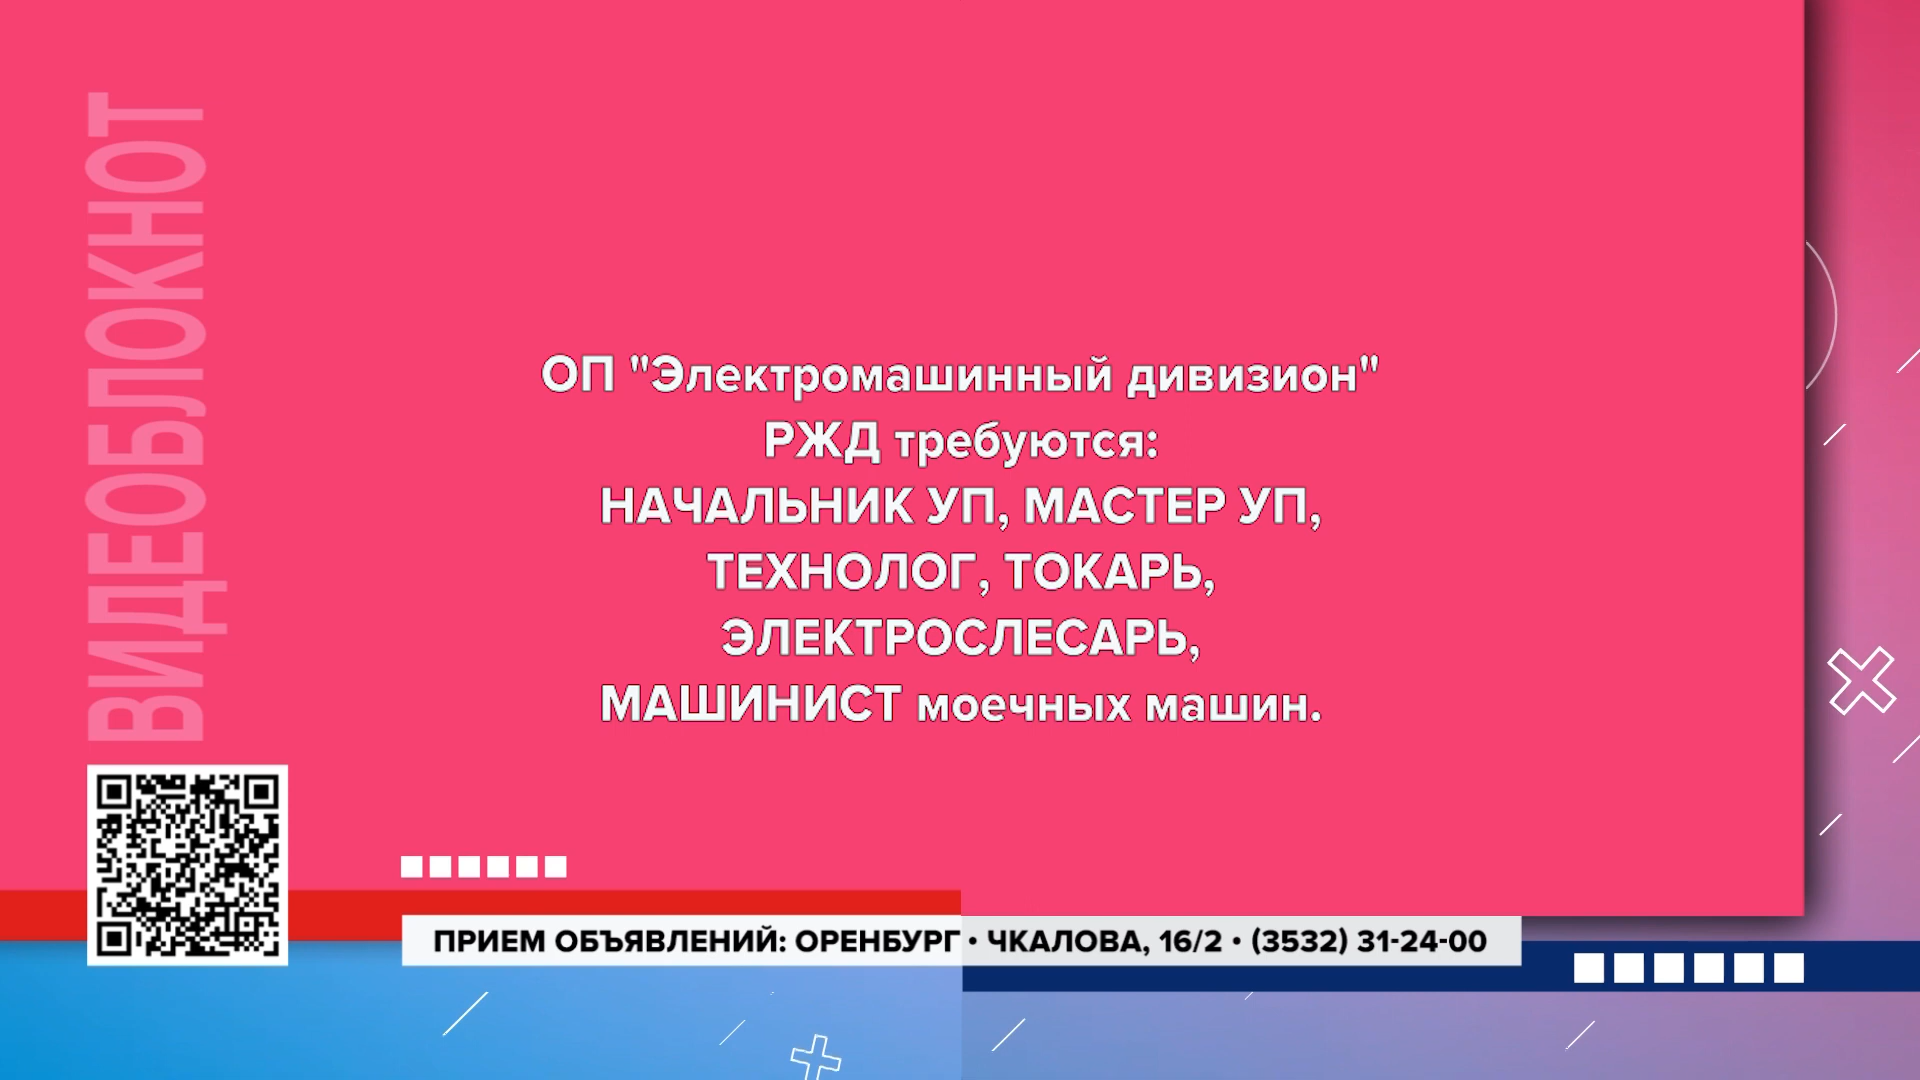 ВИДЕОБЛОКНОТ
ОП "Электромашинный дивизион"
РЖД требуются:
НАЧАЛЬНИК УП, МАСТЕР УП,
ТЕХНОЛОГ, ТОКАРЬ,
ЭЛЕКТРОСЛЕСАРЬ,
МАШИНИСТ моечных машин.
ПРИЕМ ОБЪЯВЛЕНИЙ: ОРЕНБУРГ • ЧКАЛОВА, 16/2 • (3532) 31-24-00